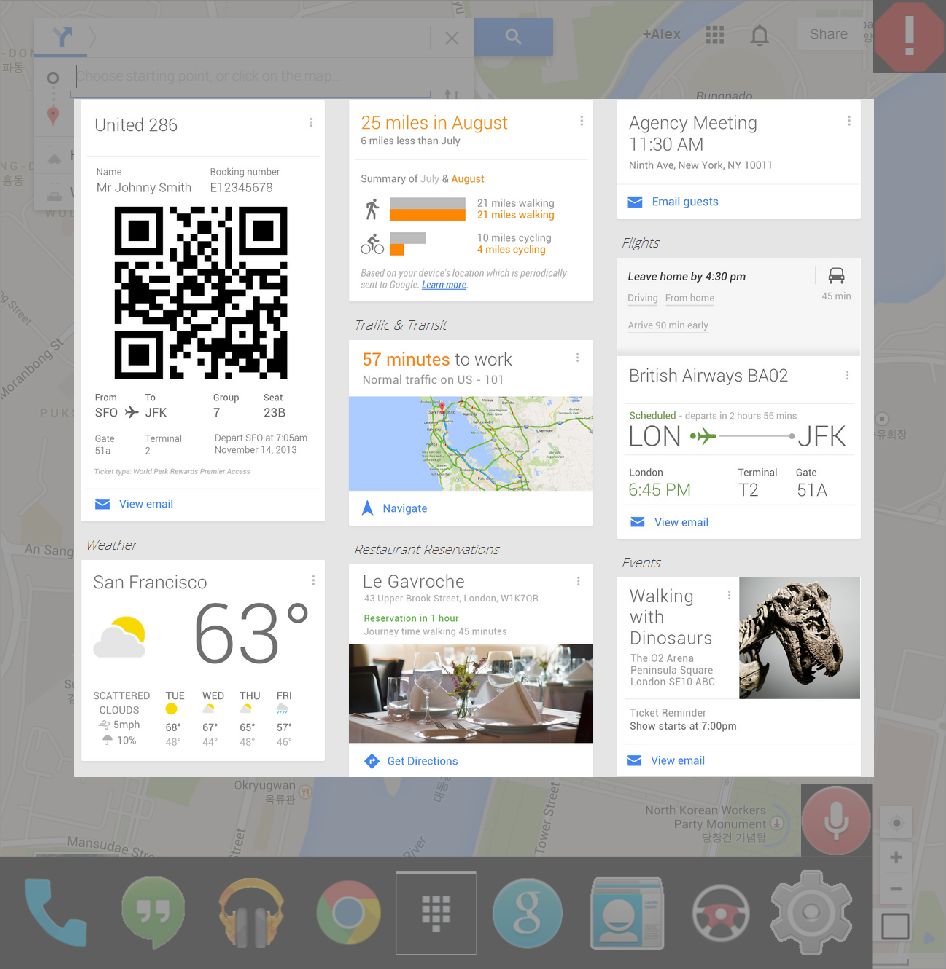 +Alex
Share
Choose starting point, or click on the map...
파동
흥동
Rungnado
United 286
Name
Booking number
Mr Johnny Smith
E12345678
From
To
Group
Seat
SFO
JFK
7
23B
Gate
Terminal
Depart SFO at 7:05am
51a
2
November 14, 2013
Ticket type: World Park Rewards Premier Access
View email
Weather
San Francisco
63°
SCATTERED
CLOUDS
5mph
10%
TUE
WED
THU
FRI
68°
67°
65°
57°
48°
44°
48°
46°
25 miles in August
6 miles less than July
Summary of July & August
21 miles walking
21 miles walking
10 miles cycling
4 miles cycling
Based on your device's location which is periodically
sent to Google. Learn more.
Traffic & Transit
57 minutes to work
Normal traffic on US - 101
Navigate
Restaurant Reservations
Le Gavroche
43 Upper Brook Street, London, W1K7QR
Reservation in 1 hour
Journey time walking 45 minutes
Get Directions
Agency Meeting
11:30 AM
Ninth Ave, New York, NY 10011
Email guests
Flights
Leave home by 4:30 pm
Driving
From home
45 min
Arrive 90 min early
British Airways BA02
Scheduled - departs in 2 hours 56 mins
LON
JFK
London
Terminal
Gate
6:45 PM
T2
51A
View email
Events
Walking
with
Dinosaurs
The O2 Arena
Peninsula Square
London SE10 ABC
Ticket Reminder
Show starts at 7:00pm
View email
Moranbong St
An Sang
유희장
Okryugwan
옥류관
Mansudae
River
Tower Street
North Korean Workers
Party Monument
당창건 기념탑